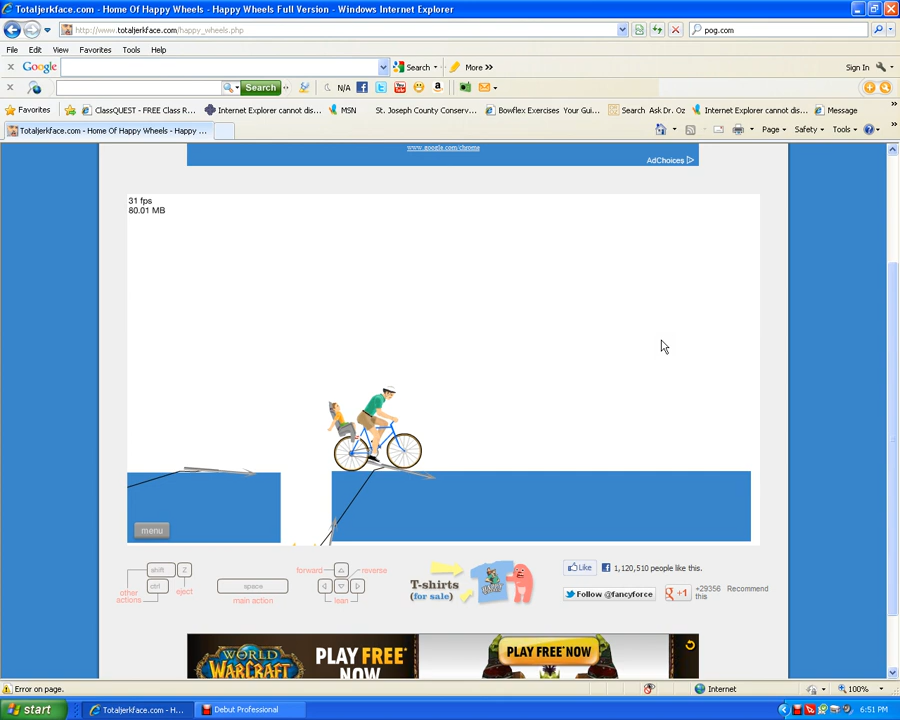 Totaljerkface.com - Home Of Happy Wheels - Happy Wheels Full Version - Windows Internet Explorer
http://www.totaljerkface.com/happy_wheels.php
pog.com
File Edit View Favorites Tools Help
Google Search More >> Sign In
Search N/A
Favorites ClassQUEST - FREE Class R... Internet Explorer cannot dis... MSN St. Joseph County Conserv... Bowflex Exercises Your Gui... Search Ask Dr. Oz Internet Explorer cannot dis... Message
Totaljerkface.com - Home Of Happy Wheels - Happy ...
Page Safety Tools
www.google.com/chrome
AdChoices
31 fps
80.01 MB
menu
shift Z
ctrl
eject
other actions
space
main action
forward reverse
lean
T-shirts
(for sale)
Like 1,120,510 people like this.
Follow @fancyforce
+1 +29356 Recommend this
WORLD
WARCRAFT
PLAY FREE*
NOW
PLAY FREE*NOW
Error on page. Internet 100%
start Totaljerkface.com - H... Debut Professional 6:51 PM